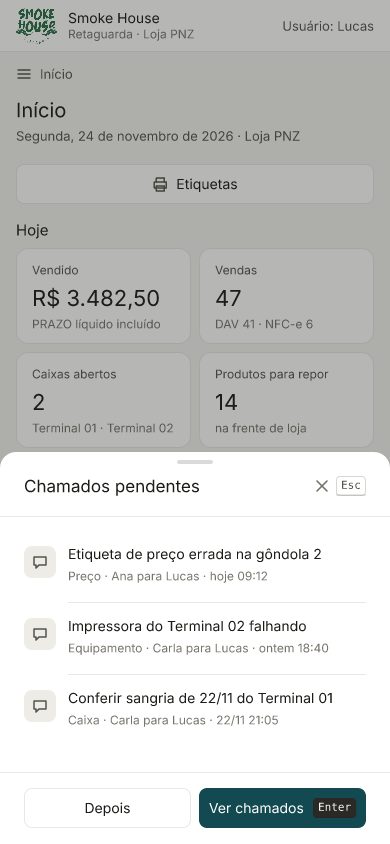 SMOKE
HOUSE
Smoke House
Retaguarda · Loja PNZ
Usuário: Lucas
Início
Início
Segunda, 24 de novembro de 2026 · Loja PNZ
Etiquetas
Hoje
Vendido
R$ 3.482,50
PRAZO líquido incluído
Vendas
47
DAV 41 · NFC-e 6
Caixas abertos
2
Terminal 01 · Terminal 02
Produtos para repor
14
na frente de loja
Chamados pendentes
Esc
Etiqueta de preço errada na gôndola 2
Preço · Ana para Lucas · hoje 09:12
Impressora do Terminal 02 falhando
Equipamento · Carla para Lucas · ontem 18:40
Conferir sangria de 22/11 do Terminal 01
Caixa · Carla para Lucas · 22/11 21:05
Depois
Ver chamados Enter